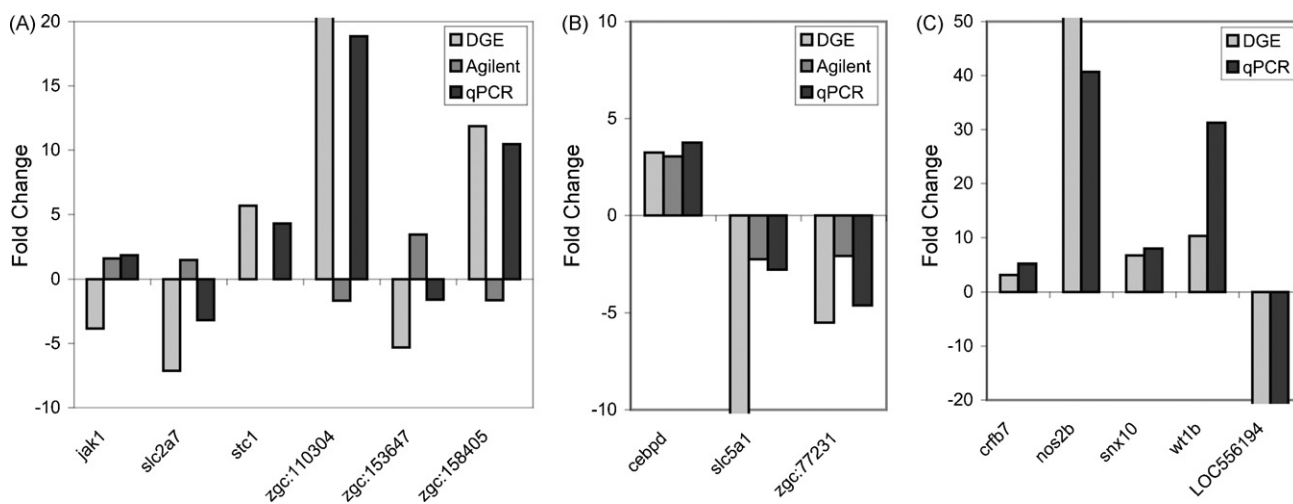 (A)
Fold Change
20
15
10
5
0
-5
-10
DGE
Agilent
qPCR
jak1
slc2a7
stc1
zgc:110304
zgc:153647
zgc:158405
(B)
Fold Change
10
5
0
-5
-10
DGE
Agilent
qPCR
cebpd
slc5a1
zgc:77231
(C)
Fold Change
50
40
30
20
10
0
-10
-20
DGE
qPCR
crfb7
nos2b
snx10
wt1b
LOC556194